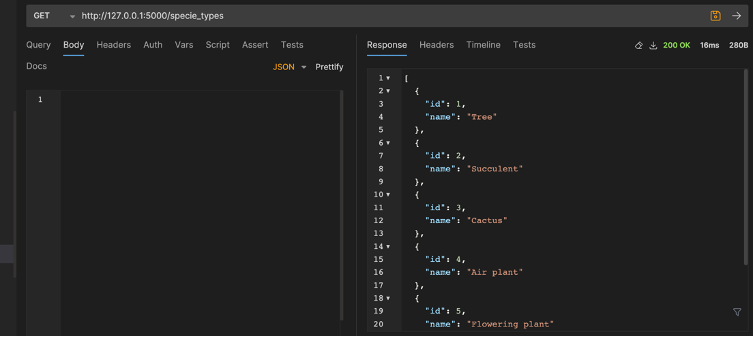 GET http://127.0.0.1:5000/specie_types
Query Body Headers Auth Vars Script Assert Tests
Docs
JSON Prettify
1
Response Headers Timeline Tests 200 OK 16ms 280B
1 [
2 {
3 "id": 1,
4 "name": "Tree"
5 },
6 {
7 "id": 2,
8 "name": "Succulent"
9 },
10 {
11 "id": 3,
12 "name": "Cactus"
13 },
14 {
15 "id": 4,
16 "name": "Air plant"
17 },
18 {
19 "id": 5,
20 "name": "Flowering plant"